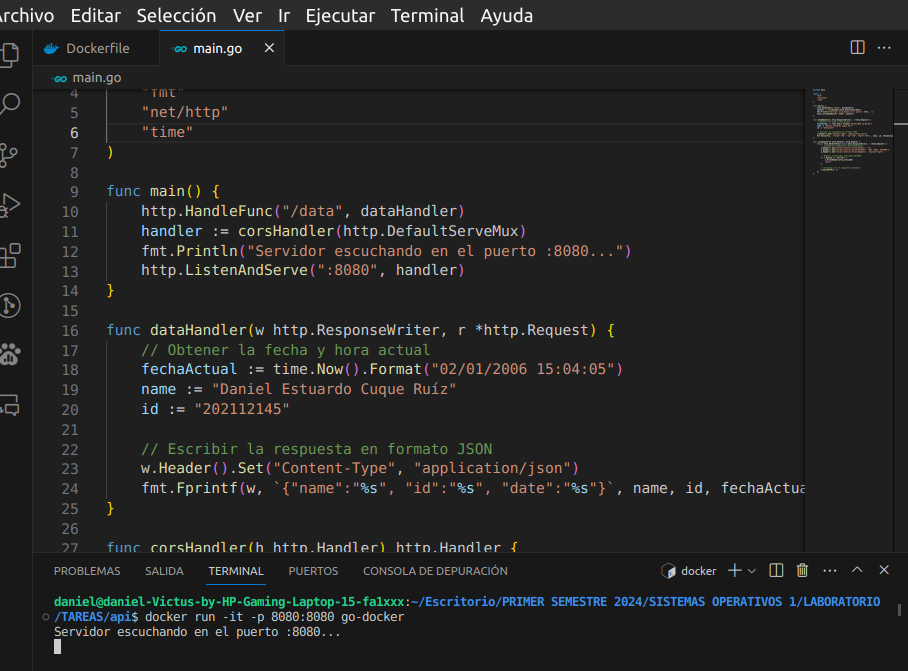 Archivo Editar Selección Ver Ir Ejecutar Terminal Ayuda
Dockerfile
main.go
main.go
4 "fmt"
5 "net/http"
6 "time"
7 )
8
9 func main() {
10 http.HandleFunc("/data", dataHandler)
11 handler := corsHandler(http.DefaultServeMux)
12 fmt.Println("Servidor escuchando en el puerto :8080...")
13 http.ListenAndServe(":8080", handler)
14 }
15
16 func dataHandler(w http.ResponseWriter, r *http.Request) {
17 // Obtener la fecha y hora actual
18 fechaActual := time.Now().Format("02/01/2006 15:04:05")
19 name := "Daniel Estuardo Cuque Ruíz"
20 id := "202112145"
21
22 // Escribir la respuesta en formato JSON
23 w.Header().Set("Content-Type", "application/json")
24 fmt.Fprintf(w, `{"name":"%s", "id":"%s", "date":"%s"}`, name, id, fechaActua
25 }
26
27 func corsHandler(h http.Handler) http.Handler {
PROBLEMAS SALIDA TERMINAL PUERTOS CONSOLA DE DEPURACIÓN docker
daniel@daniel-Victus-by-HP-Gaming-Laptop-15-fa1xxx:~/Escritorio/PRIMER SEMESTRE 2024/SISTEMAS OPERATIVOS 1/LABORATORIO
/TAREAS/api$ docker run -it -p 8080:8080 go-docker
Servidor escuchando en el puerto :8080...